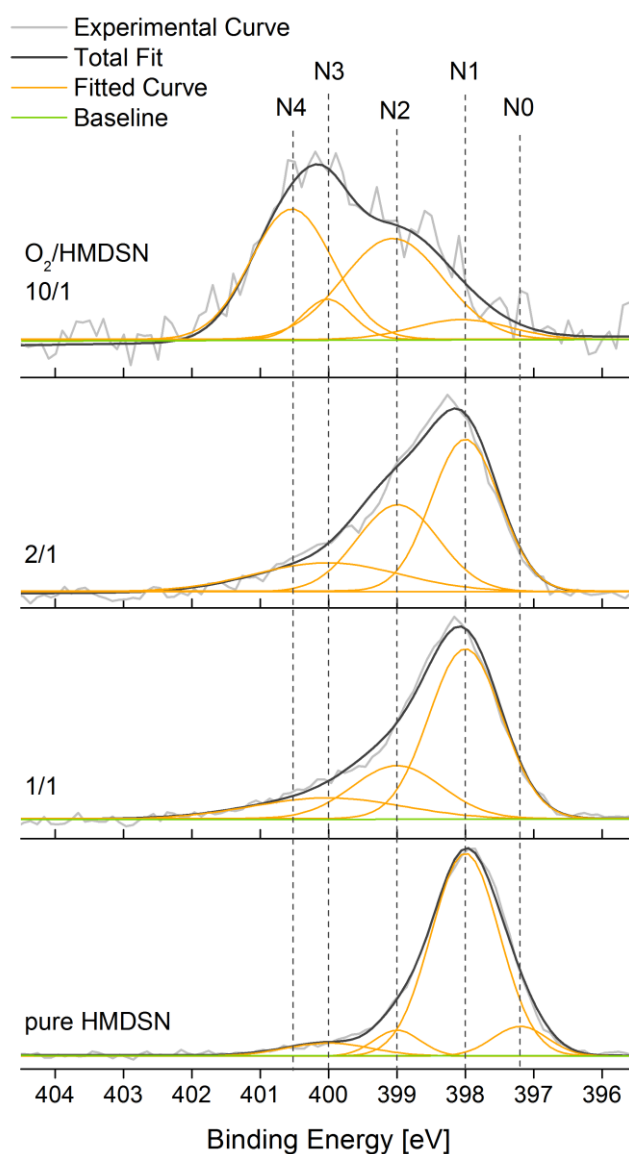 Experimental Curve
Total Fit
Fitted Curve
Baseline
N4 N3 N2 N1 N0
O₂/HMDSN
10/1
2/1
1/1
pure HMDSN
404 403 402 401 400 399 398 397 396
Binding Energy [eV]